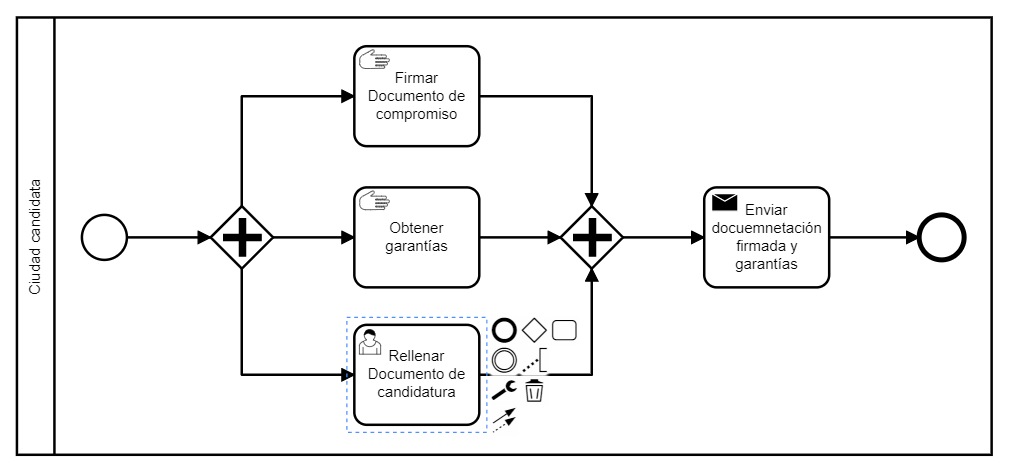 Ciudad candidata
Firmar
Documento de
compromiso
Obtener
garantías
Rellenar
Documento de
candidatura
Enviar
docuemnetación
firmada y
garantías